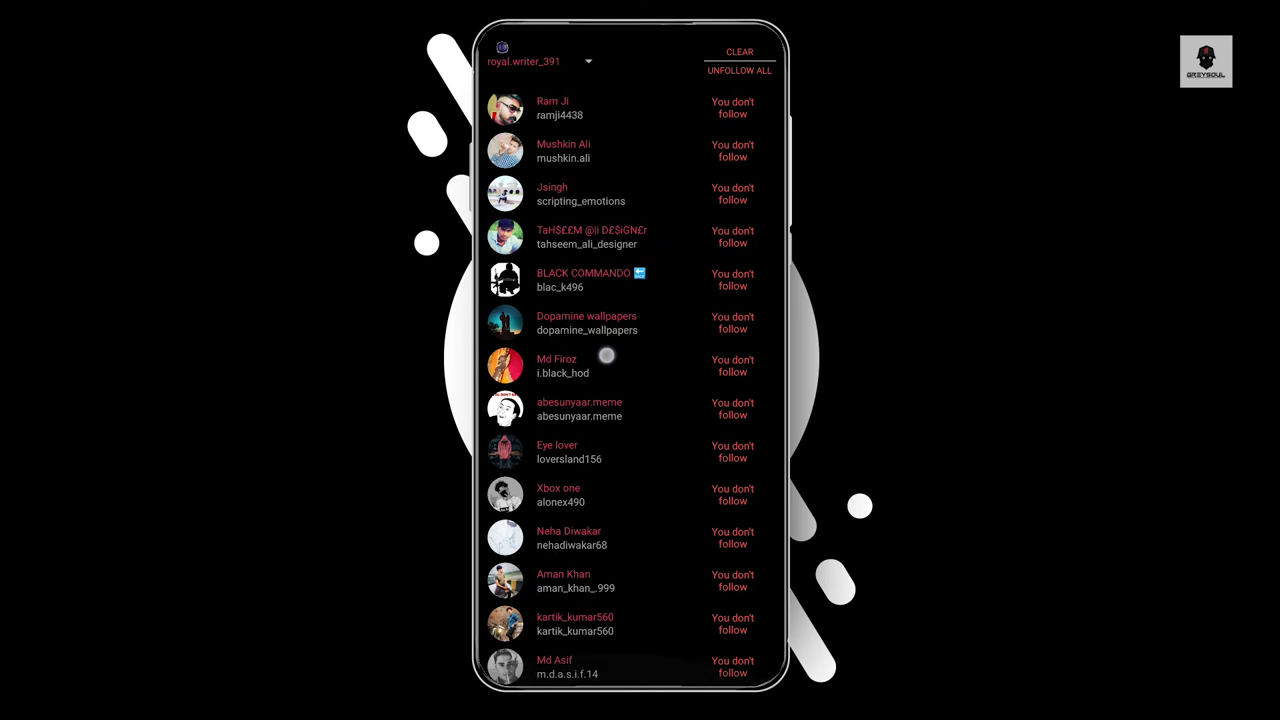 royal.writer_391
CLEAR
UNFOLLOW ALL
GREYSOUL
Ram Ji
ramji4438
You don't
follow
Mushkin Ali
mushkin.ali
You don't
follow
Jsingh
scripting_emotions
You don't
follow
TaH$££M @|i D£$iGN£r
tahseem_ali_designer
You don't
follow
BLACK COMMANDO
blac_k496
You don't
follow
Dopamine wallpapers
dopamine_wallpapers
You don't
follow
Md Firoz
i.black_hod
You don't
follow
abesunyaar.meme
abesunyaar.meme
You don't
follow
Eye lover
loversland156
You don't
follow
Xbox one
alonex490
You don't
follow
Neha Diwakar
nehadiwakar68
You don't
follow
Aman Khan
aman_khan_.999
You don't
follow
kartik_kumar560
kartik_kumar560
You don't
follow
Md Asif
m.d.a.s.i.f.14
You don't
follow